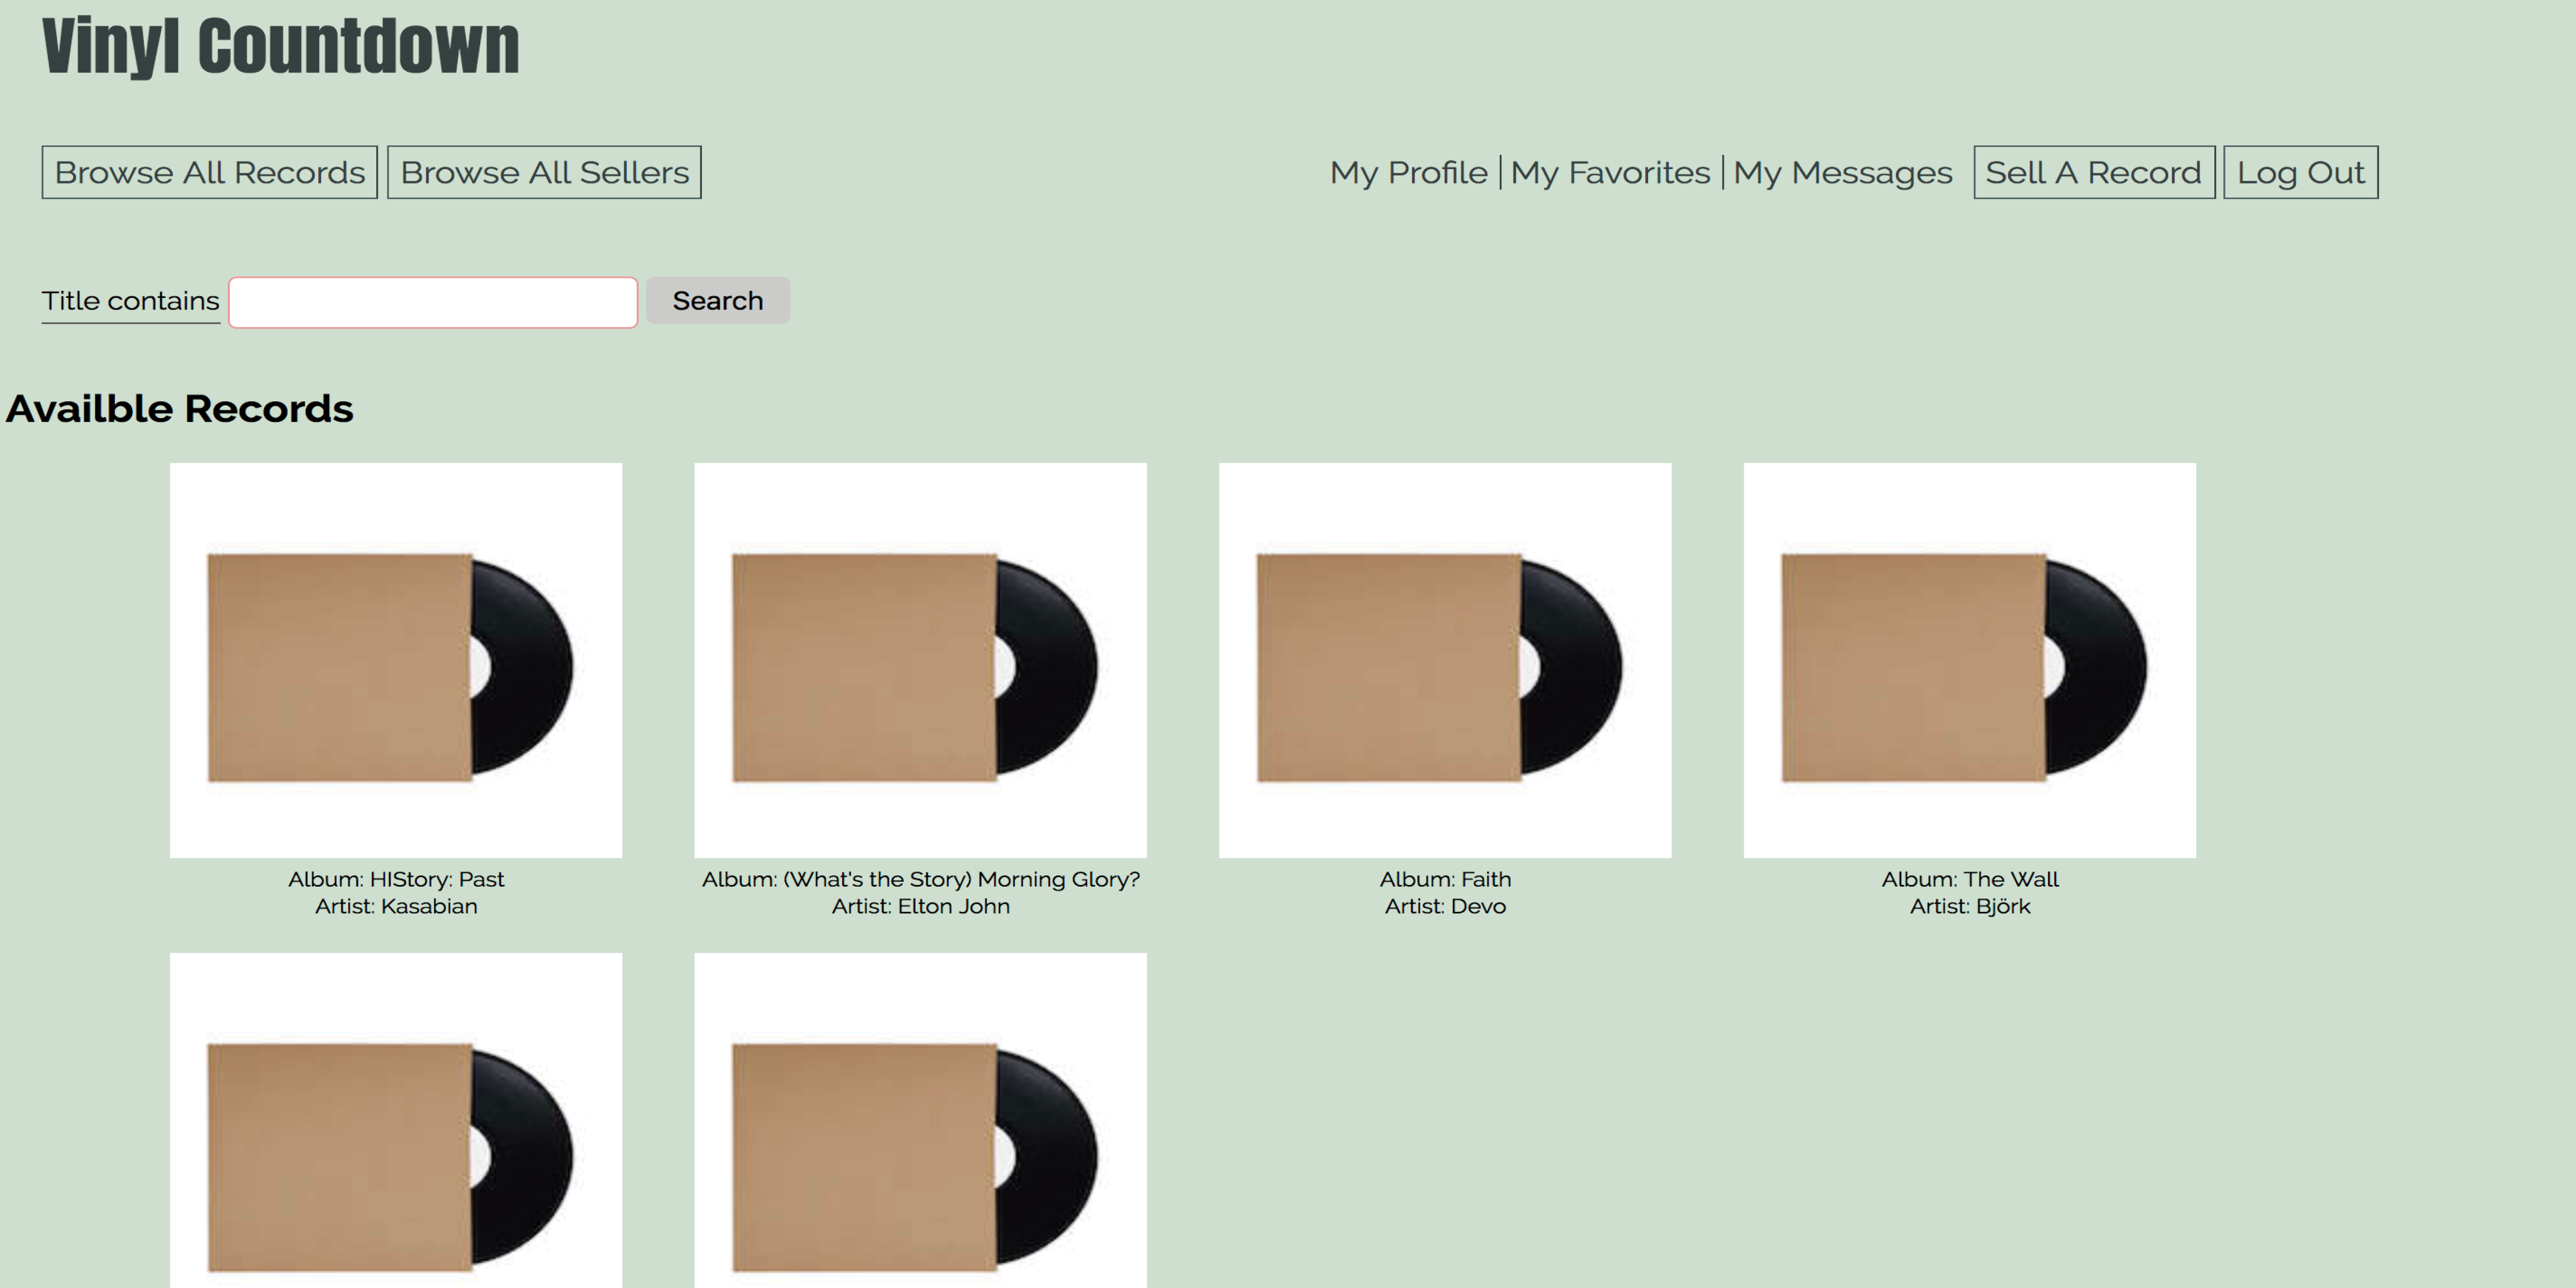 Vinyl Countdown
Browse All Records Browse All Sellers My Profile My Favorites My Messages Sell A Record Log Out
Title contains Search
Availble Records
Album: HIStory: Past
Artist: Kasabian
Album: (What's the Story) Morning Glory?
Artist: Elton John
Album: Faith
Artist: Devo
Album: The Wall
Artist: Björk